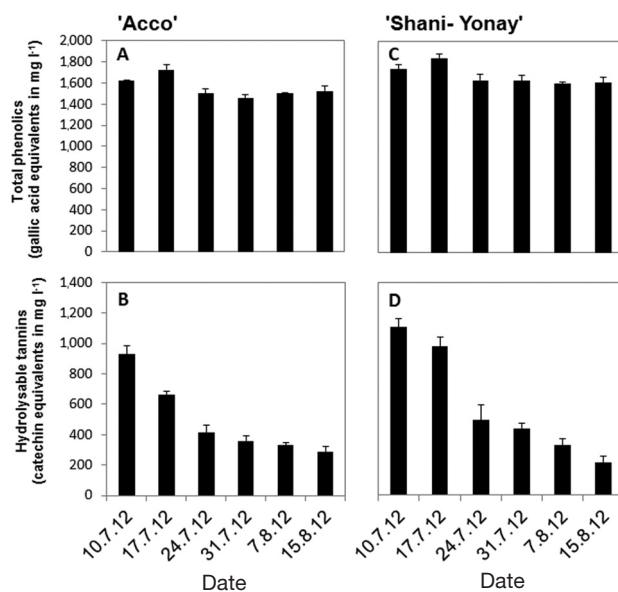 'Acco'
'Shani- Yonay'
Total phenolics
(gallic acid equivalents in mg l-1)
2,000
1,800
1,600
1,400
1,200
1,000
800
600
400
200
0
A
C
Hydrolysable tannins
(catechin equivalents in mg l-1)
1,400
1,200
1,000
800
600
400
200
0
B
D
10.7.12
17.7.12
24.7.12
31.7.12
7.8.12
15.8.12
10.7.12
17.7.12
24.7.12
31.7.12
7.8.12
15.8.12
Date
Date